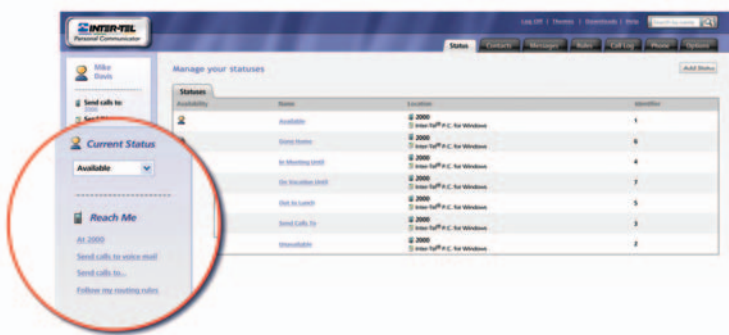 INTER-TEL
Personal Communicator
Log Off | Themes | Downloads | Help
Status Contacts Messages Rules Call Log Phone Options
Mike
Davis
Manage your statuses
Add Status
Send calls to:
2000
Statuses
Availability Name Location Identifier
Available 2000 1
Inter-Tel® P.C. for Windows
Gone Home 2000 6
Inter-Tel® P.C. for Windows
In Meeting Until 2000 4
Inter-Tel® P.C. for Windows
On Vacation Until 2000 7
Inter-Tel® P.C. for Windows
Out to Lunch 2000 5
Inter-Tel® P.C. for Windows
Send Calls To 2000 3
Inter-Tel® P.C. for Windows
Unavailable 2000 2
Inter-Tel® P.C. for Windows
Current Status
Available
Reach Me
At 2000
Send calls to voice mail
Send calls to...
Follow my routing rules